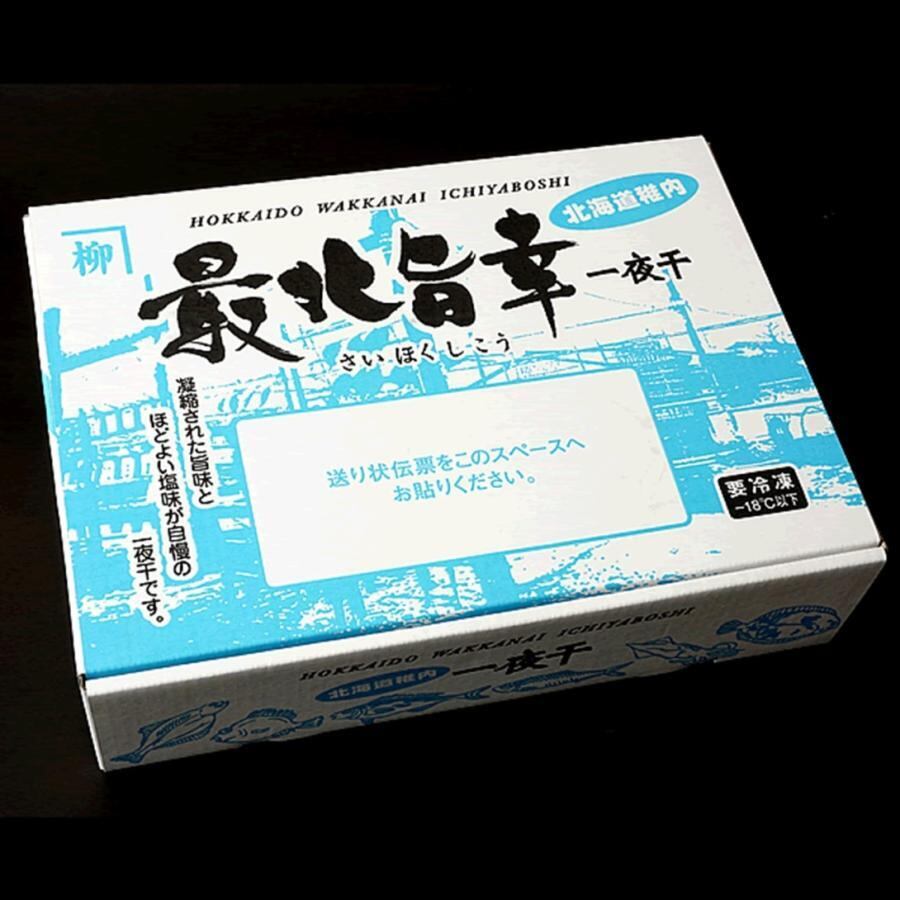 HOKKAIDO WAKKANAI ICHIYABOSHI
北海道稚内
柳
最北旨幸
一夜干
さいほくしこう
凝縮された旨味と
ほどよい塩味が自慢の
一夜干です。
送り状伝票をこのスペースへ
お貼りください。
要冷凍
-18℃以下
HOKKAIDO WAKKANAI ICHIYABOSHI
北海道稚内
一夜干